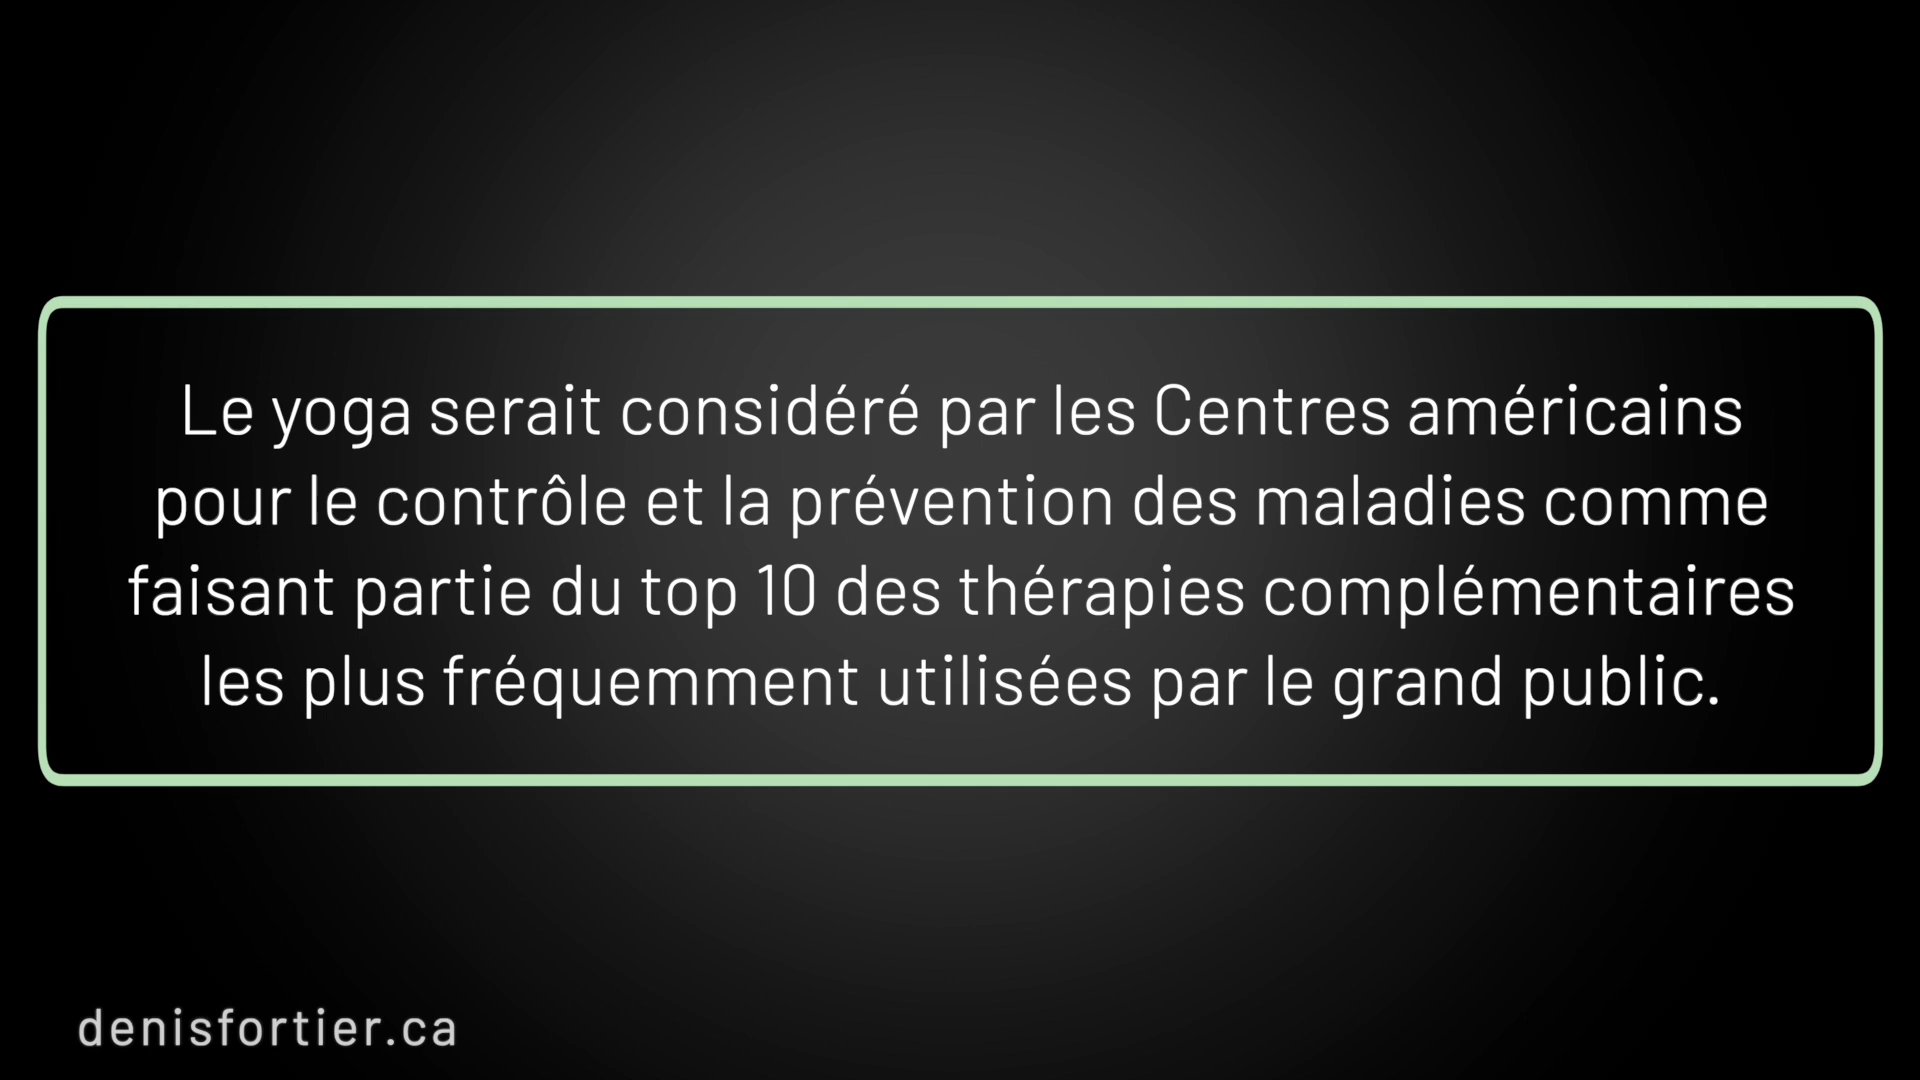 Le yoga serait considéré par les Centres américains
pour le contrôle et la prévention des maladies comme
faisant partie du top 10 des thérapies complémentaires
les plus fréquemment utilisées par le grand public.
denisfortier.ca